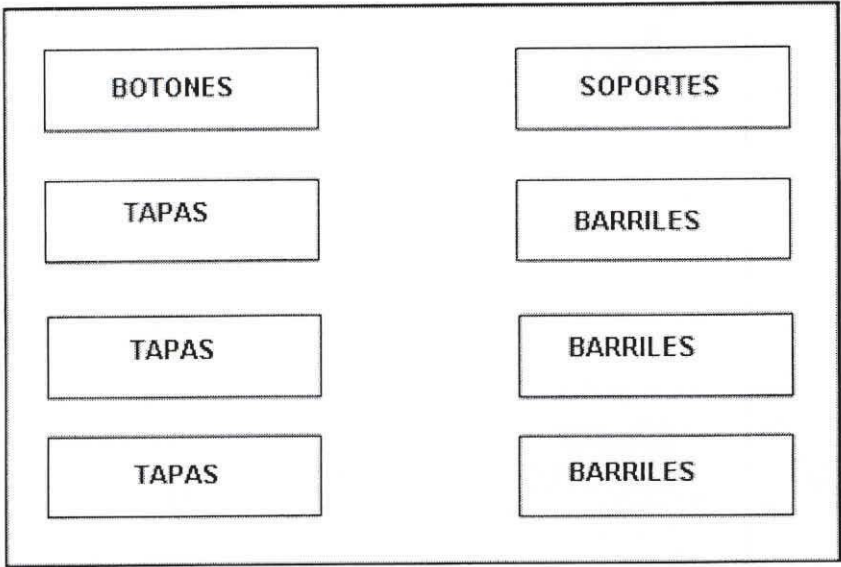 BOTONES
SOPORTES
TAPAS
BARRILES
TAPAS
BARRILES
TAPAS
BARRILES